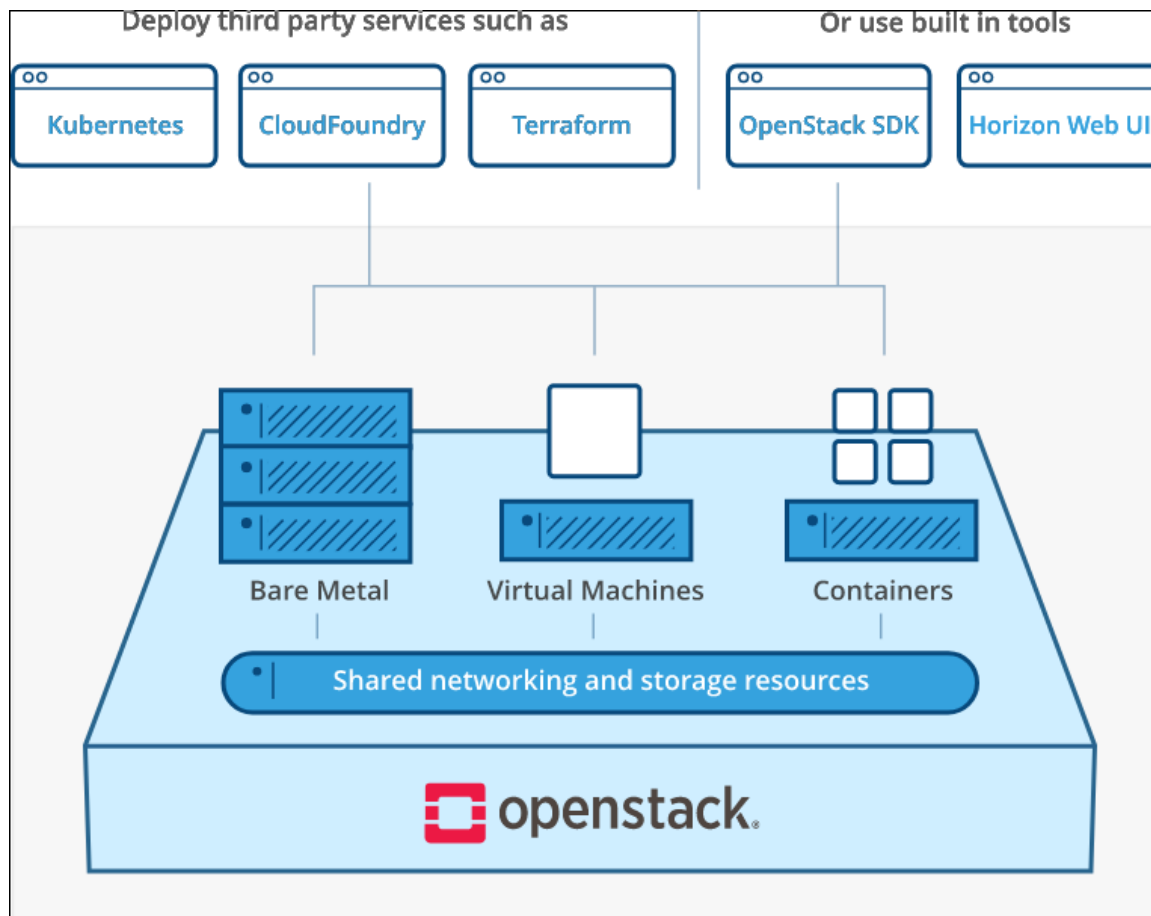 Deploy third party services such as
Or use built in tools
Kubernetes
CloudFoundry
Terraform
OpenStack SDK
Horizon Web UI
Bare Metal
Virtual Machines
Containers
Shared networking and storage resources
openstack®